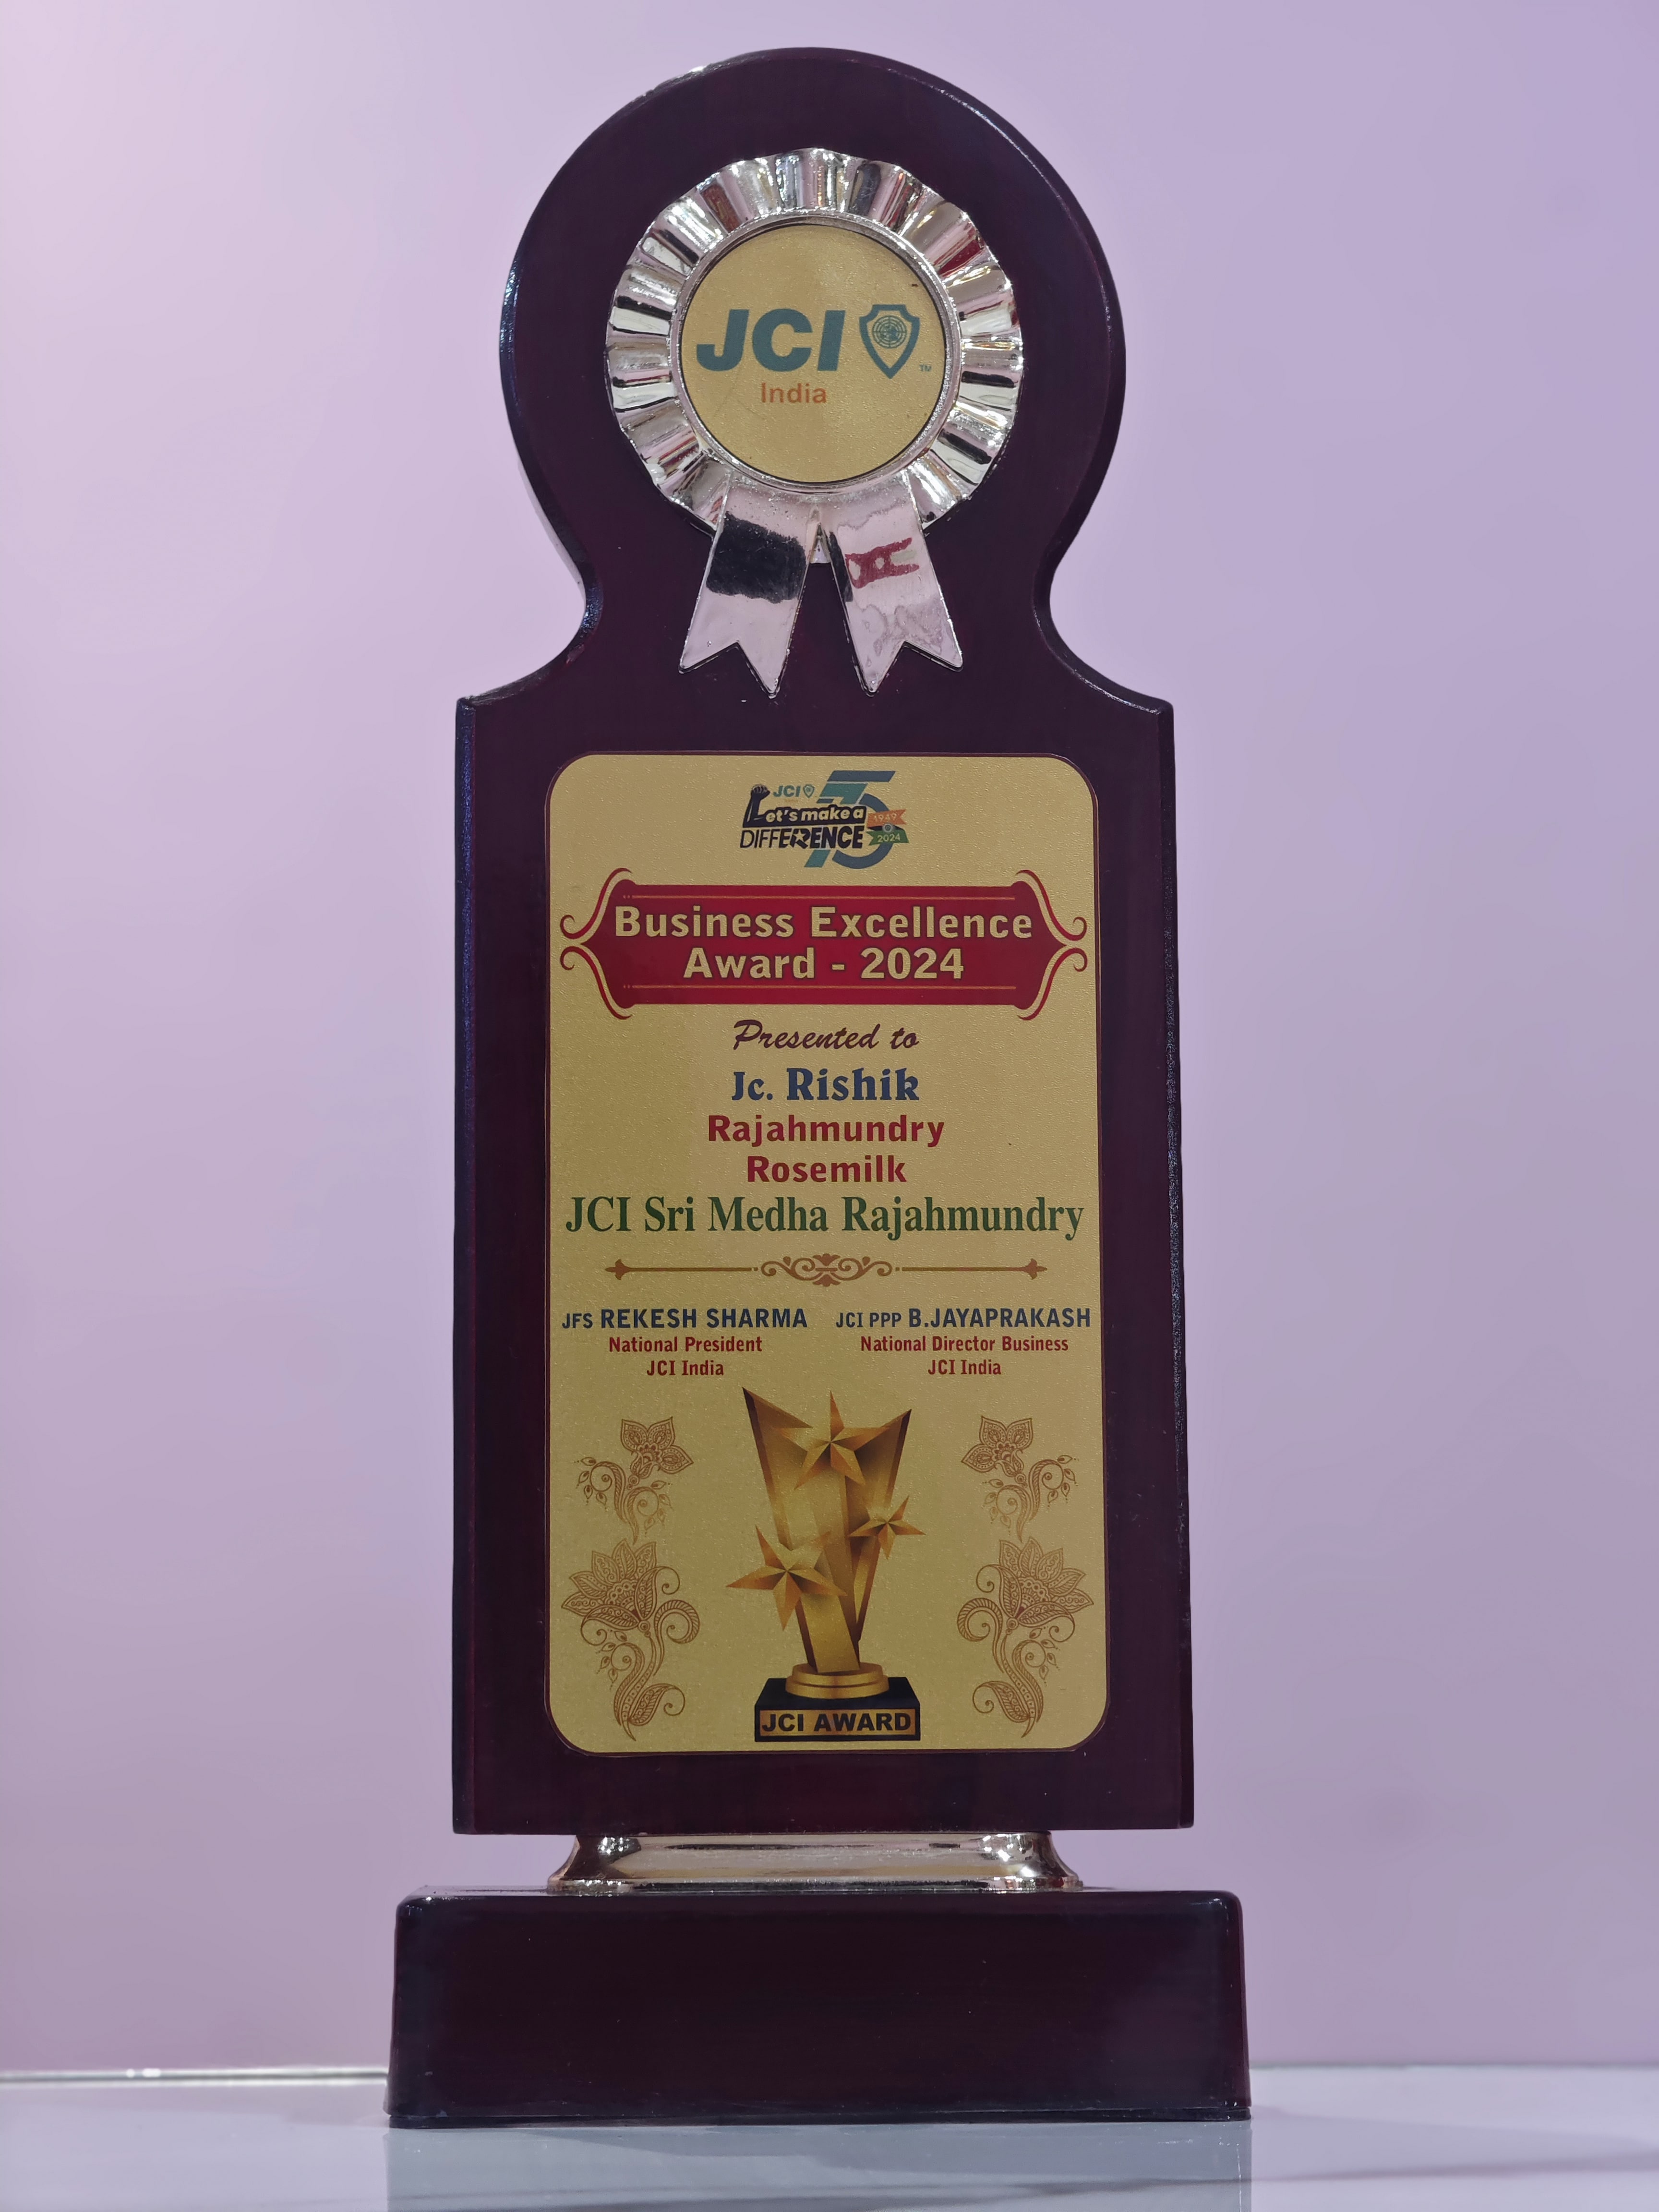 JCI
TM
India
JCI
75
Let's make a
DIFFERENCE
1949
2024
Business Excellence
Award - 2024
Presented to
Jc. Rishik
Rajahmundry
Rosemilk
JCI Sri Medha Rajahmundry
JFS REKESH SHARMA
National President
JCI India
JCI PPP B.JAYAPRAKASH
National Director Business
JCI India
JCI AWARD